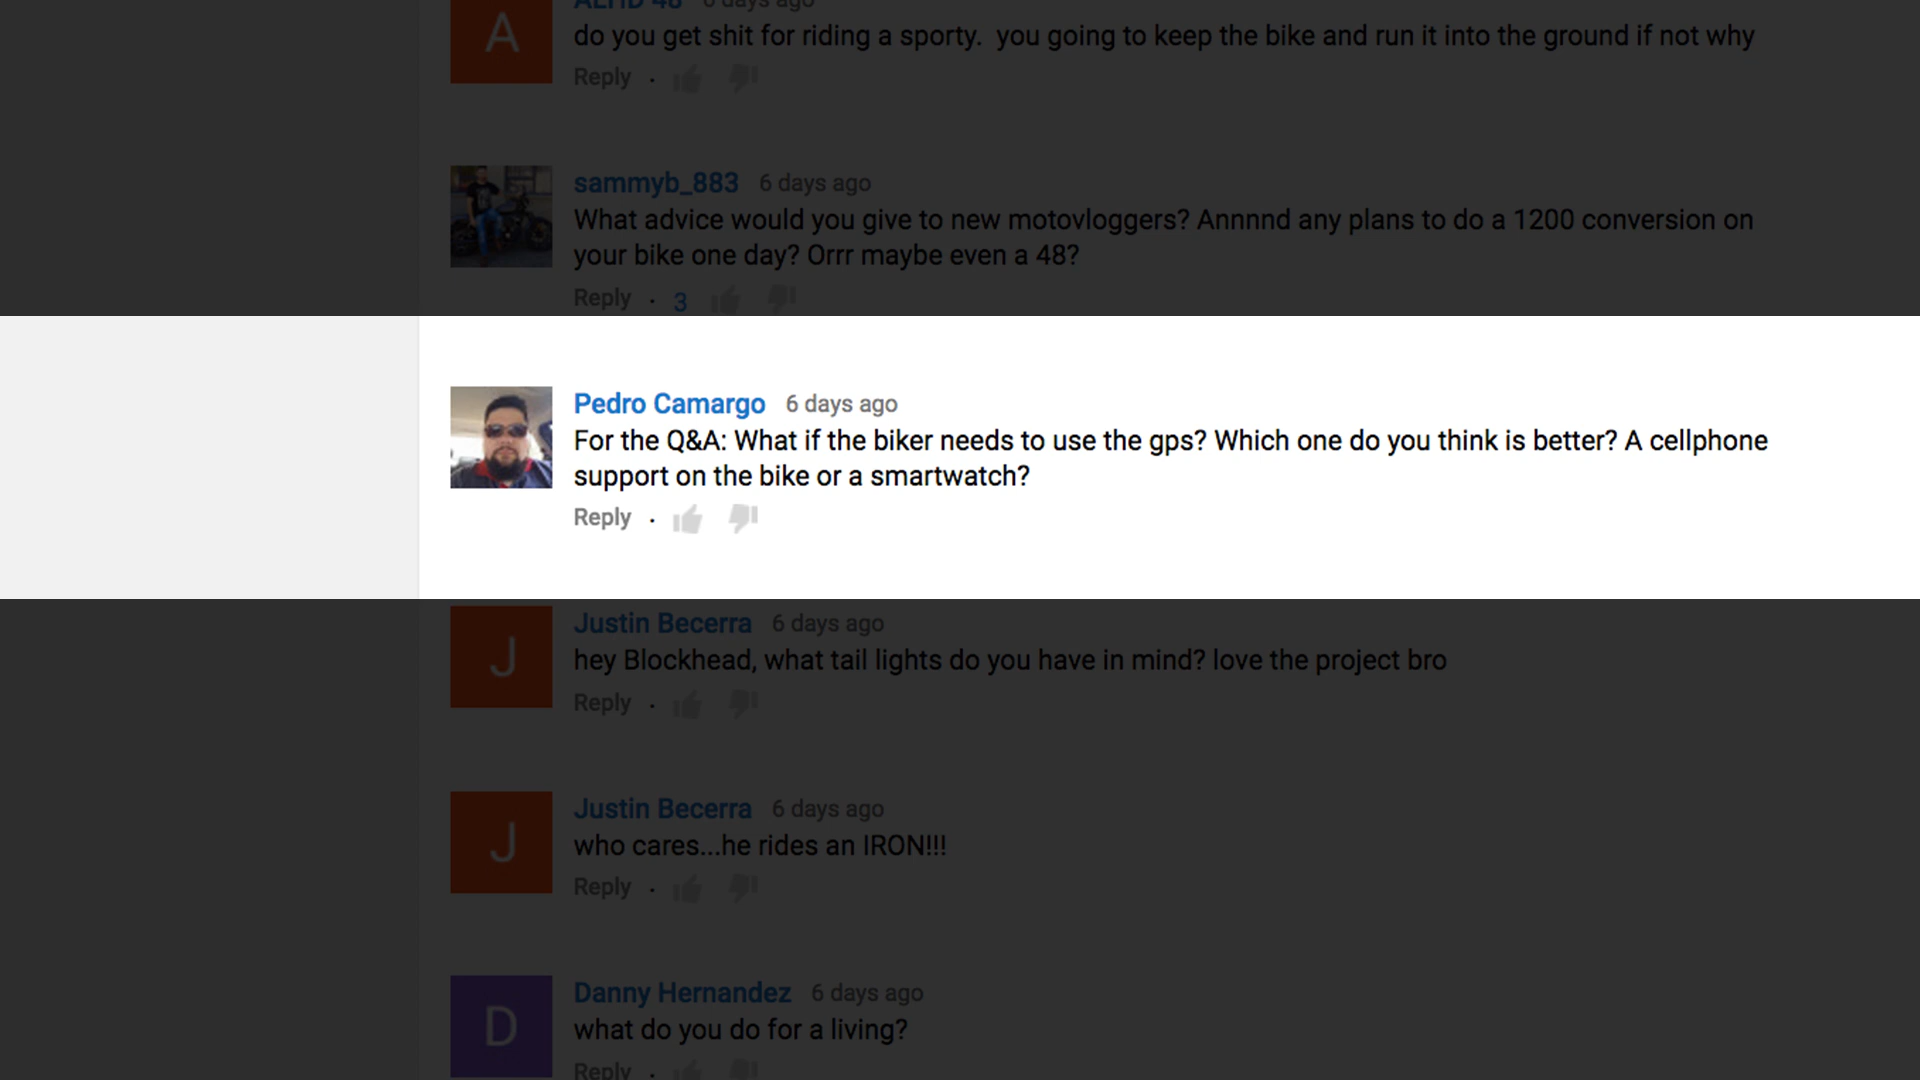 A
do you get shit for riding a sporty.  you going to keep the bike and run it into the ground if not why
Reply ·
sammyb_883 6 days ago
What advice would you give to new motovloggers? Annnnd any plans to do a 1200 conversion on
your bike one day? Orrr maybe even a 48?
Reply · 3
Pedro Camargo 6 days ago
For the Q&A: What if the biker needs to use the gps? Which one do you think is better? A cellphone
support on the bike or a smartwatch?
Reply ·
J
Justin Becerra 6 days ago
hey Blockhead, what tail lights do you have in mind? love the project bro
Reply ·
J
Justin Becerra 6 days ago
who cares...he rides an IRON!!!
Reply ·
D
Danny Hernandez 6 days ago
what do you do for a living?
Reply ·